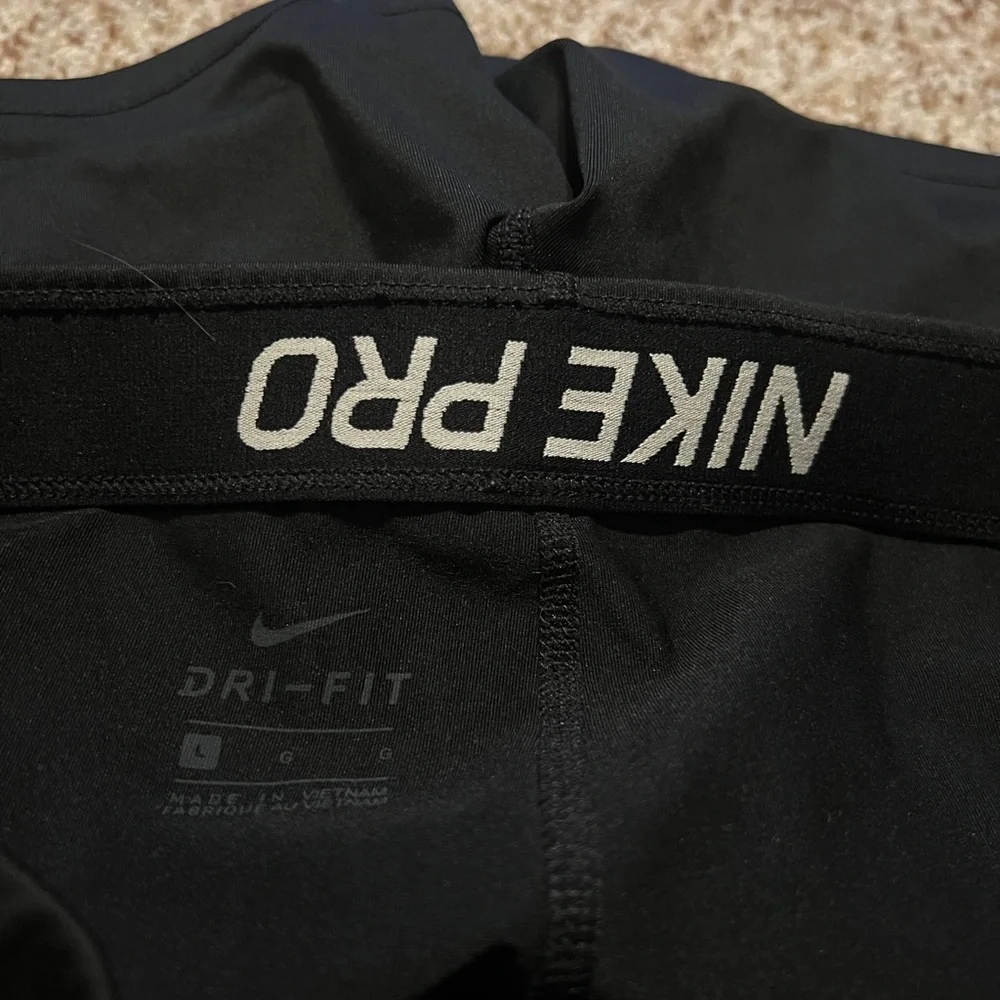 NIKE PRO
DRI-FIT
L G G
MADE IN VIETNAM
FABRIQUÉ AU VIETNAM